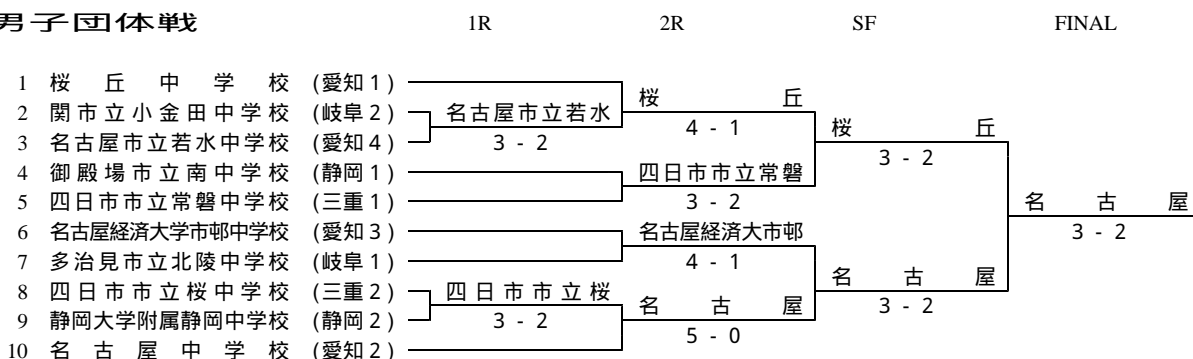 男子団体戦 1R 2R SF FINAL
1 桜丘中学校 (愛知1)
桜丘
2 関市立小金田中学校 (岐阜2) 名古屋市立若水
4 - 1 桜丘
3 名古屋市立若水中学校 (愛知4) 3 - 2
3 - 2
4 御殿場市立南中学校 (静岡1) 四日市市立常磐
5 四日市市立常磐中学校 (三重1) 3 - 2 名古屋
6 名古屋経済大学市邨中学校 (愛知3) 名古屋経済大市邨 3 - 2
7 多治見市立北陵中学校 (岐阜1) 4 - 1
名古屋
8 四日市市立桜中学校 (三重2) 四日市市立桜
名古屋 3 - 2
9 静岡大学附属静岡中学校 (静岡2) 3 - 2
5 - 0
10 名古屋中学校 (愛知2)